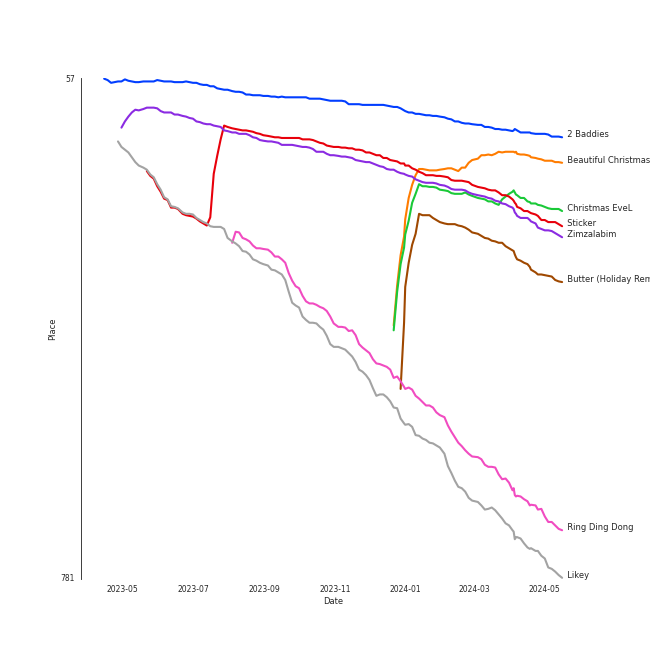 57
2 Baddies
Beautiful Christmas
Christmas EveL
Sticker
Zimzalabim
Butter (Holiday Rem
Place
Ring Ding Dong
Likey
781
2023-05 2023-07 2023-09 2023-11 2024-01 2024-03 2024-05
Date